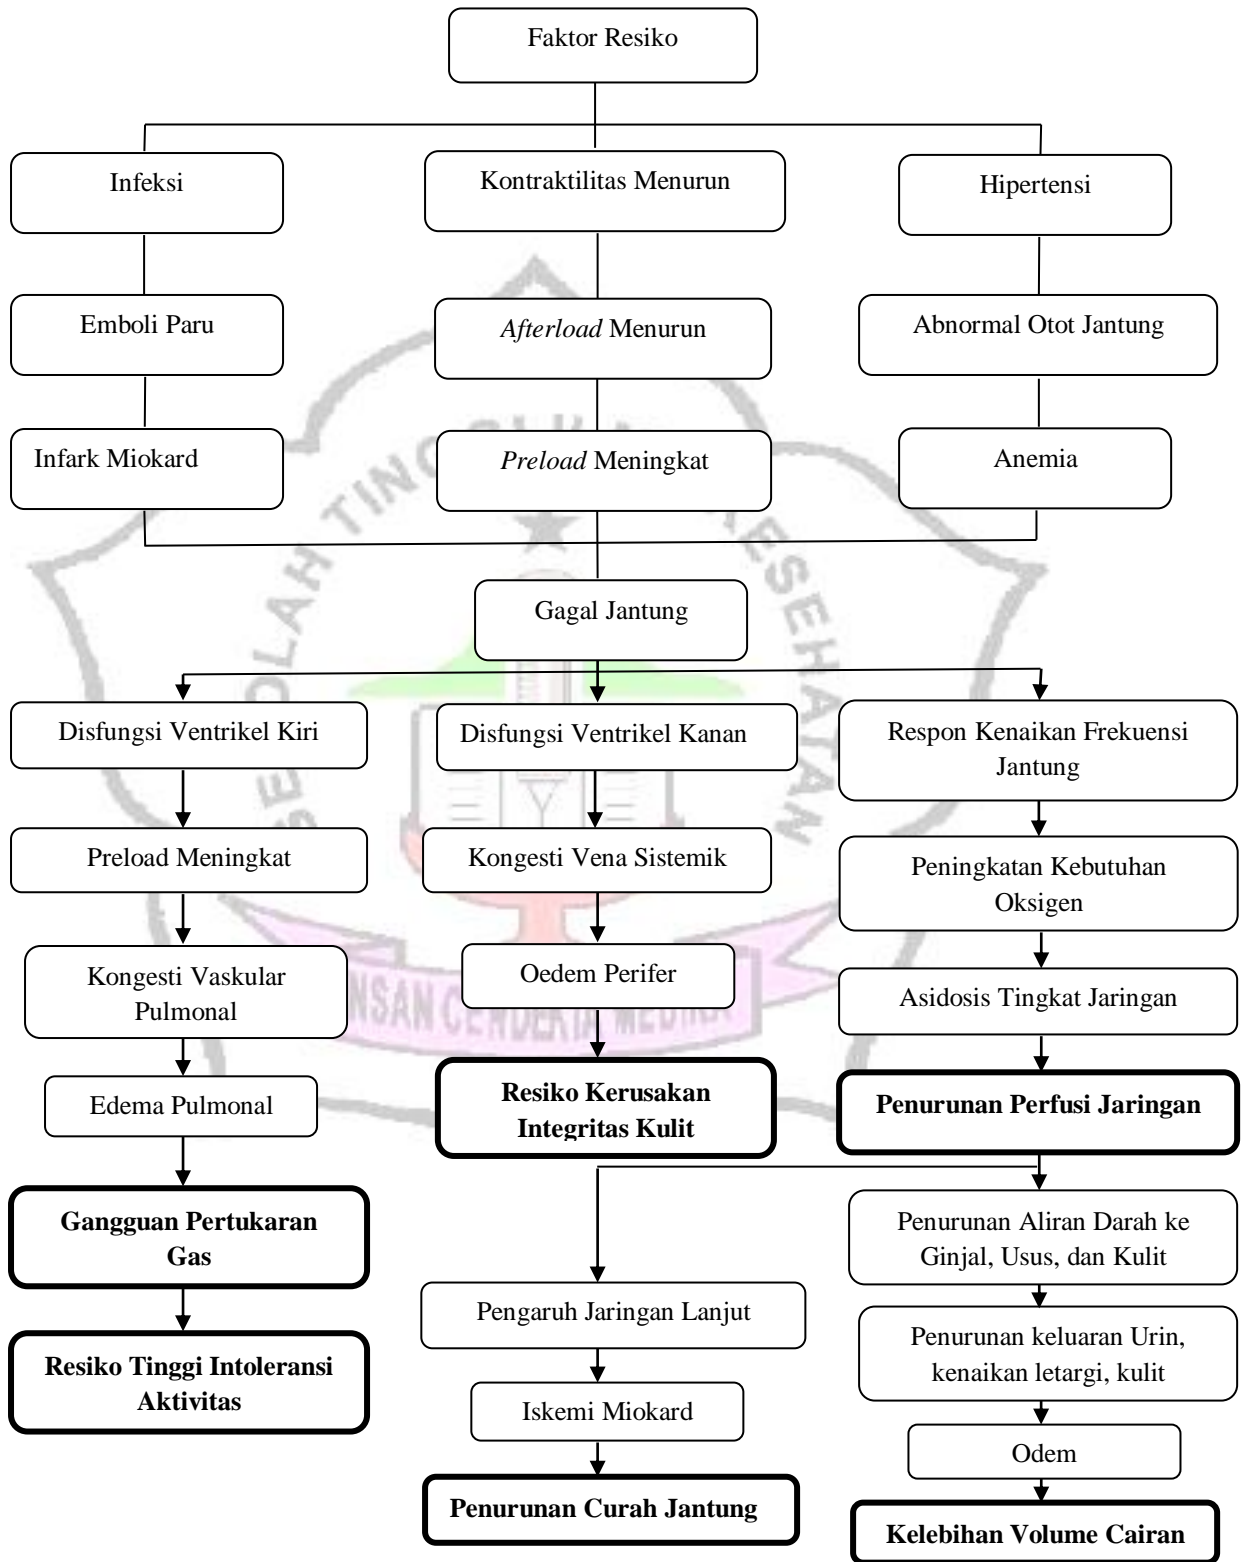 Faktor Resiko
Infeksi
Kontraktilitas Menurun
Hipertensi
Emboli Paru
Afterload Menurun
Abnormal Otot Jantung
Infark Miokard
Preload Meningkat
Anemia
Gagal Jantung
Disfungsi Ventrikel Kiri
Disfungsi Ventrikel Kanan
Respon Kenaikan Frekuensi
Jantung
Preload Meningkat
Kongesti Vena Sistemik
Peningkatan Kebutuhan
Oksigen
Kongesti Vaskular
Pulmonal
Oedem Perifer
Asidosis Tingkat Jaringan
Edema Pulmonal
Resiko Kerusakan
Integritas Kulit
Penurunan Perfusi Jaringan
Gangguan Pertukaran
Gas
Penurunan Aliran Darah ke
Ginjal, Usus, dan Kulit
Pengaruh Jaringan Lanjut
Penurunan keluaran Urin,
kenaikan letargi, kulit
Resiko Tinggi Intoleransi
Aktivitas
Iskemi Miokard
Odem
Penurunan Curah Jantung
Kelebihan Volume Cairan